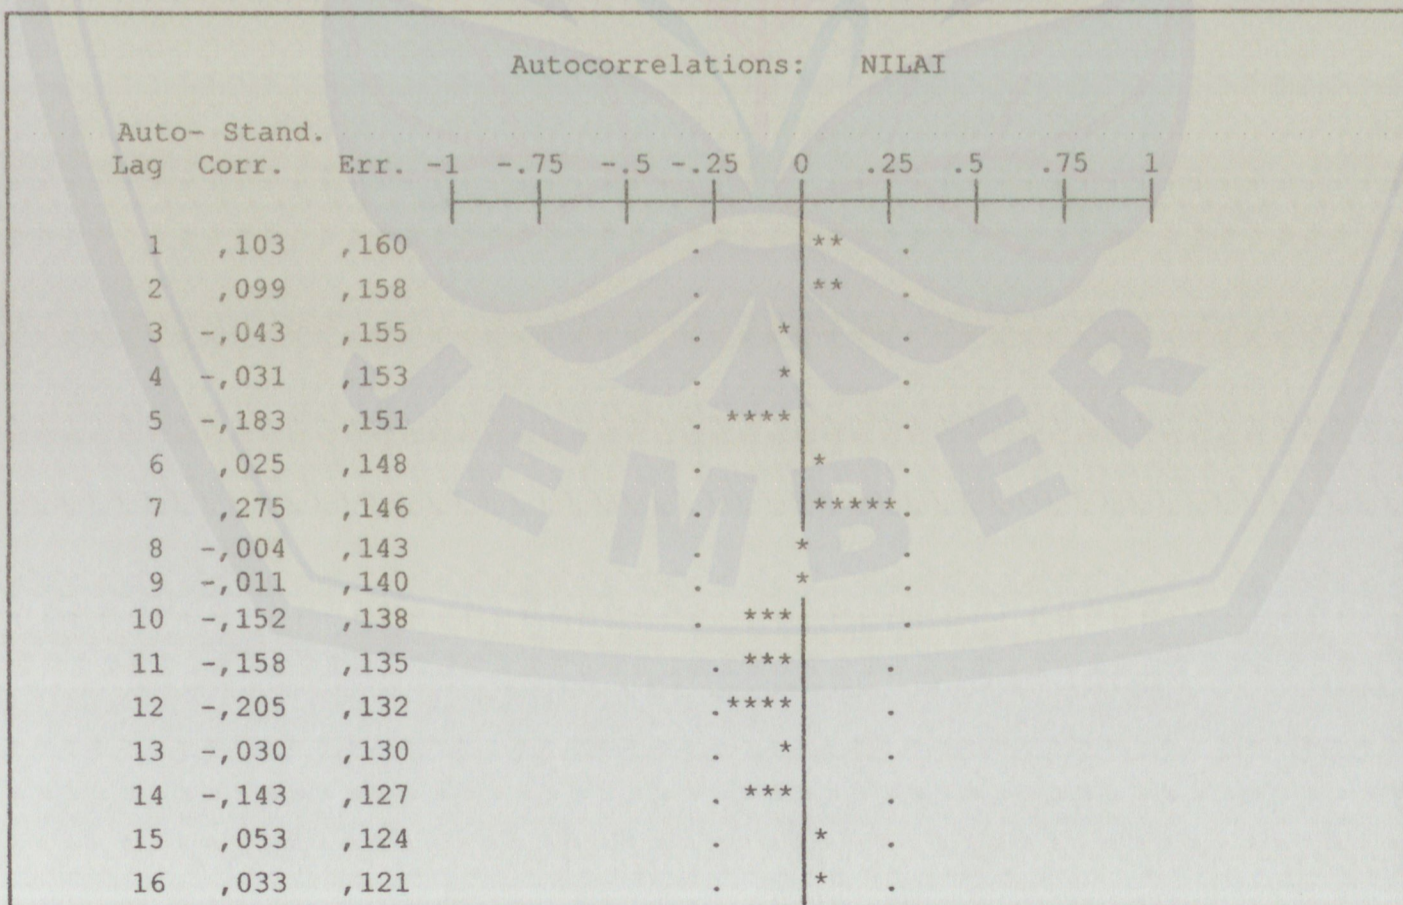 Autocorrelations: NILAI
Auto- Stand.
Lag Corr. Err. -1 -.75 -.5 -.25 0 .25 .5 .75 1
1 ,103 ,160 . ** .
2 ,099 ,158 . ** .
3 -,043 ,155 . * .
4 -,031 ,153 . * .
5 -,183 ,151 . **** .
6 ,025 ,148 . * .
7 ,275 ,146 . *****.
8 -,004 ,143 . * .
9 -,011 ,140 . * .
10 -,152 ,138 . *** .
11 -,158 ,135 . *** .
12 -,205 ,132 .**** .
13 -,030 ,130 . * .
14 -,143 ,127 . *** .
15 ,053 ,124 . * .
16 ,033 ,121 . * .
JEMBER